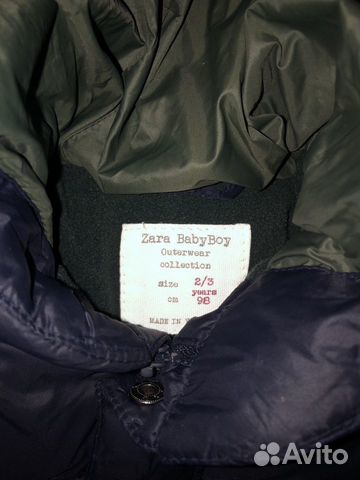 Zara BabyBoy
Outerwear
collection
size 2/3
years
cm 98
MADE IN
Avito